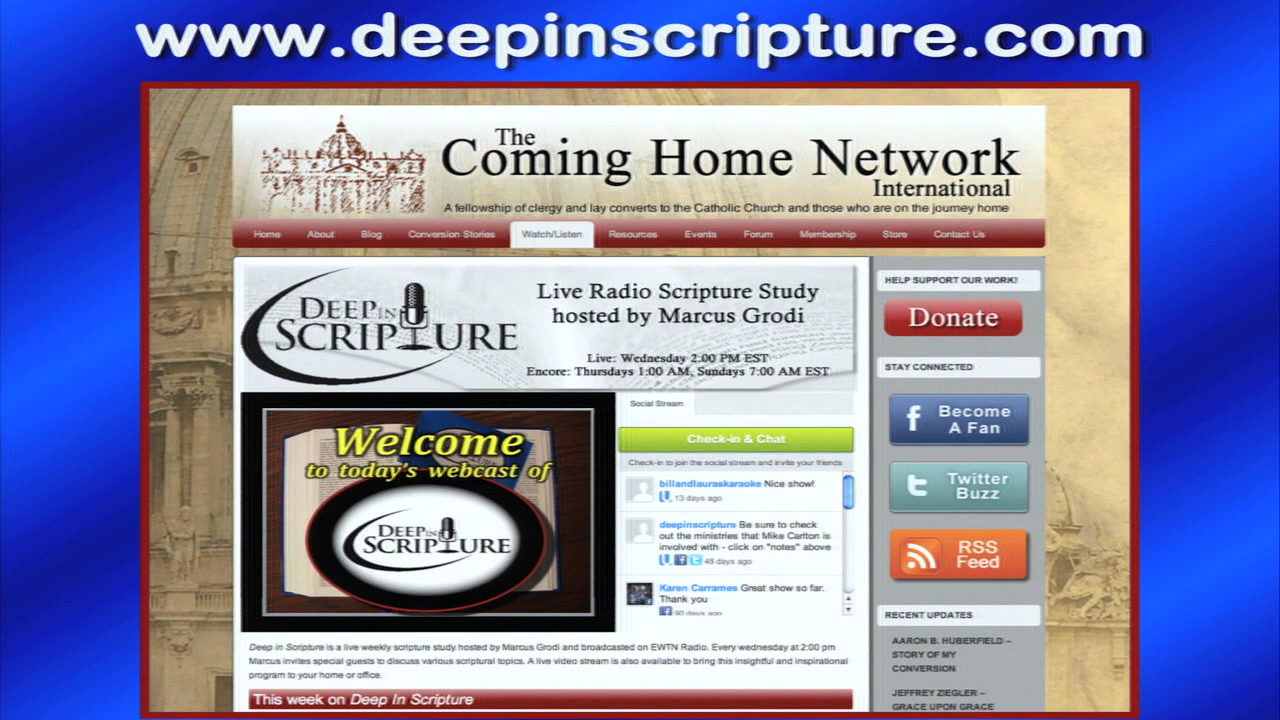 www.deepinscripture.com
The
Coming Home Network
International
A fellowship of clergy and lay converts to the Catholic Church and those who are on the journey home
Home About Blog Conversion Stories Watch/Listen Resources Events Forum Membership Store Contact Us
DEEP IN
SCRIPTURE
Live Radio Scripture Study
hosted by Marcus Grodi
Live: Wednesday 2:00 PM EST
Encore: Thursdays 1:00 AM, Sundays 7:00 AM EST
Welcome
to today's webcast of
DEEP IN
SCRIPTURE
Social Stream
Check-in & Chat
Check-in to join the social stream and invite your friends
billandlauraskaraoke Nice show!
13 days ago
deepinscripture Be sure to check
out the ministries that Mike Carlton is
involved with - click on "notes" above
48 days ago
Karen Carrames Great show so far.
Thank you
90 days ago
Deep in Scripture is a live weekly scripture study hosted by Marcus Grodi and broadcasted on EWTN Radio. Every wednesday at 2:00 pm
Marcus invites special guests to discuss various scriptural topics. A live video stream is also available to bring this insightful and inspirational
program to your home or office.
This week on Deep In Scripture
HELP SUPPORT OUR WORK!
Donate
STAY CONNECTED
Become
A Fan
Twitter
Buzz
RSS
Feed
RECENT UPDATES
AARON B. HUBERFIELD –
STORY OF MY
CONVERSION
JEFFREY ZIEGLER –
GRACE UPON GRACE